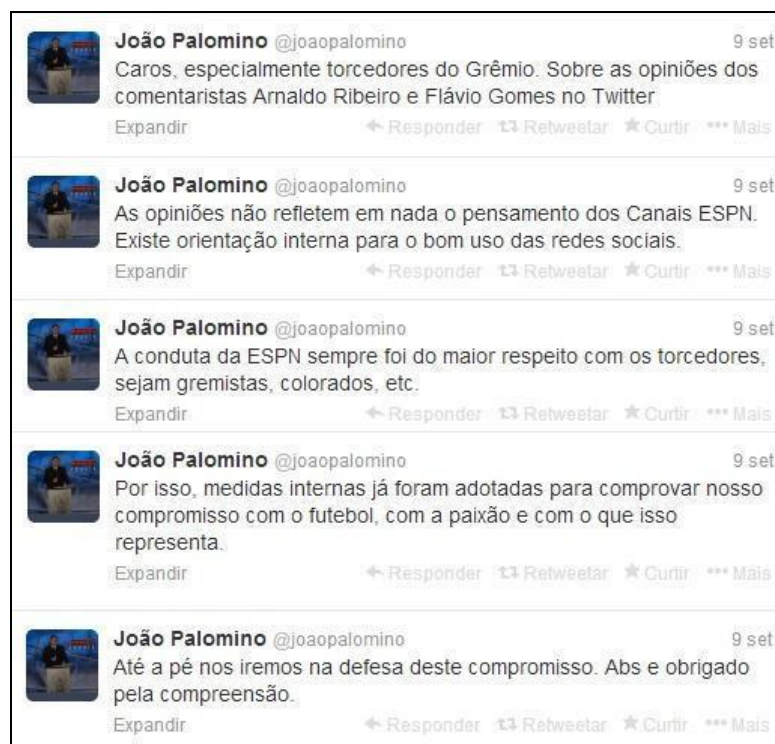 João Palomino @joaopalomino 9 set
Caros, especialmente torcedores do Grêmio. Sobre as opiniões dos
comentaristas Arnaldo Ribeiro e Flávio Gomes no Twitter
Expandir Responder Retweetar Curtir Mais
João Palomino @joaopalomino 9 set
As opiniões não refletem em nada o pensamento dos Canais ESPN.
Existe orientação interna para o bom uso das redes sociais.
Expandir Responder Retweetar Curtir Mais
João Palomino @joaopalomino 9 set
A conduta da ESPN sempre foi do maior respeito com os torcedores,
sejam gremistas, colorados, etc.
Expandir Responder Retweetar Curtir Mais
João Palomino @joaopalomino 9 set
Por isso, medidas internas já foram adotadas para comprovar nosso
compromisso com o futebol, com a paixão e com o que isso
representa.
Expandir Responder Retweetar Curtir Mais
João Palomino @joaopalomino 9 set
Até a pé nos iremos na defesa deste compromisso. Abs e obrigado
pela compreensão.
Expandir Responder Retweetar Curtir Mais